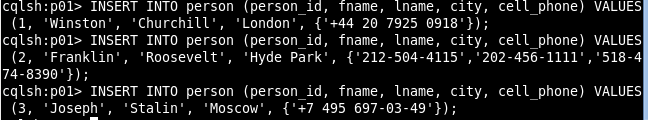 cqlsh:p01> INSERT INTO person (person_id, fname, lname, city, cell_phone) VALUES
(1, 'Winston', 'Churchill', 'London', {'+44 20 7925 0918'});
cqlsh:p01> INSERT INTO person (person_id, fname, lname, city, cell_phone) VALUES
(2, 'Franklin', 'Roosevelt', 'Hyde Park', {'212-504-4115','202-456-1111','518-4
74-8390'});
cqlsh:p01> INSERT INTO person (person_id, fname, lname, city, cell_phone) VALUES
(3, 'Joseph', 'Stalin', 'Moscow', {'+7 495 697-03-49'});